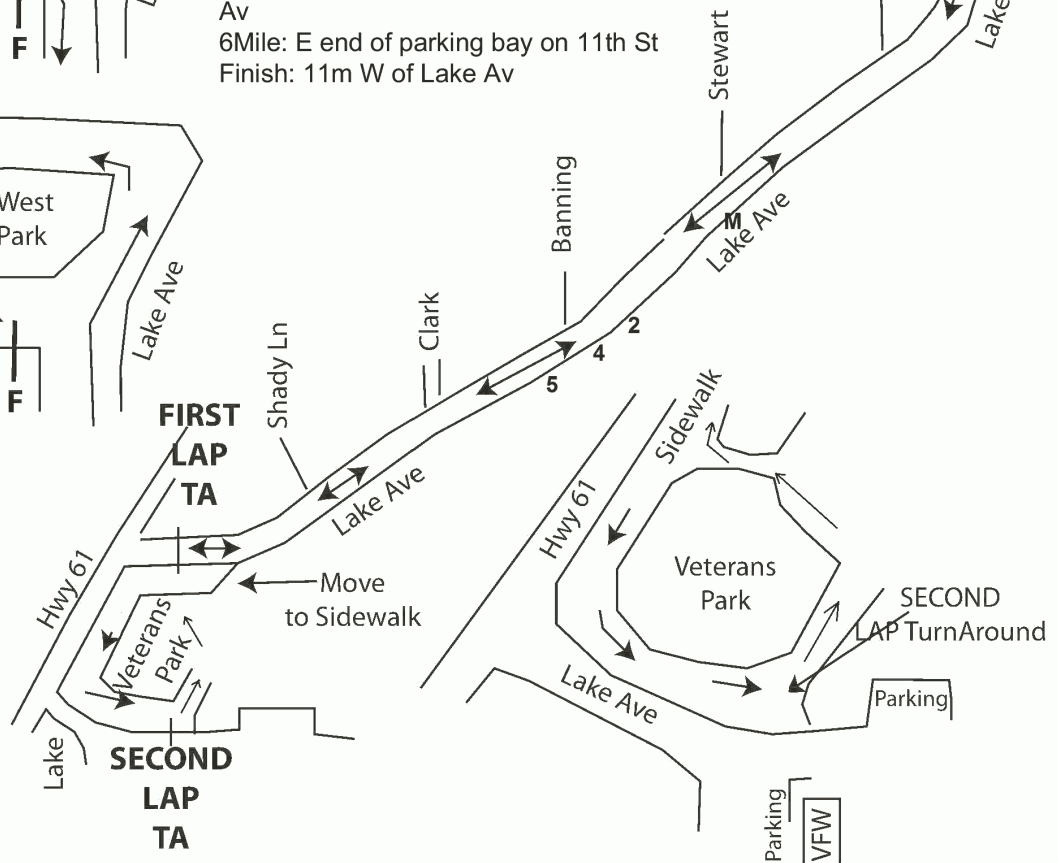 Av
6Mile: E end of parking bay on 11th St
Finish: 11m W of Lake Av
F
Lake
Stewart
West
Park
Banning
M
Lake Ave
Lake Ave
Clark
2
4
5
Shady Ln
F
FIRST
LAP
TA
Sidewalk
Lake Ave
Hwy 61
Hwy 61
Move
to Sidewalk
Veterans
Park
Veterans
Park
SECOND
LAP TurnAround
Lake Ave
Parking
Lake
SECOND
LAP
TA
Parking
VFW